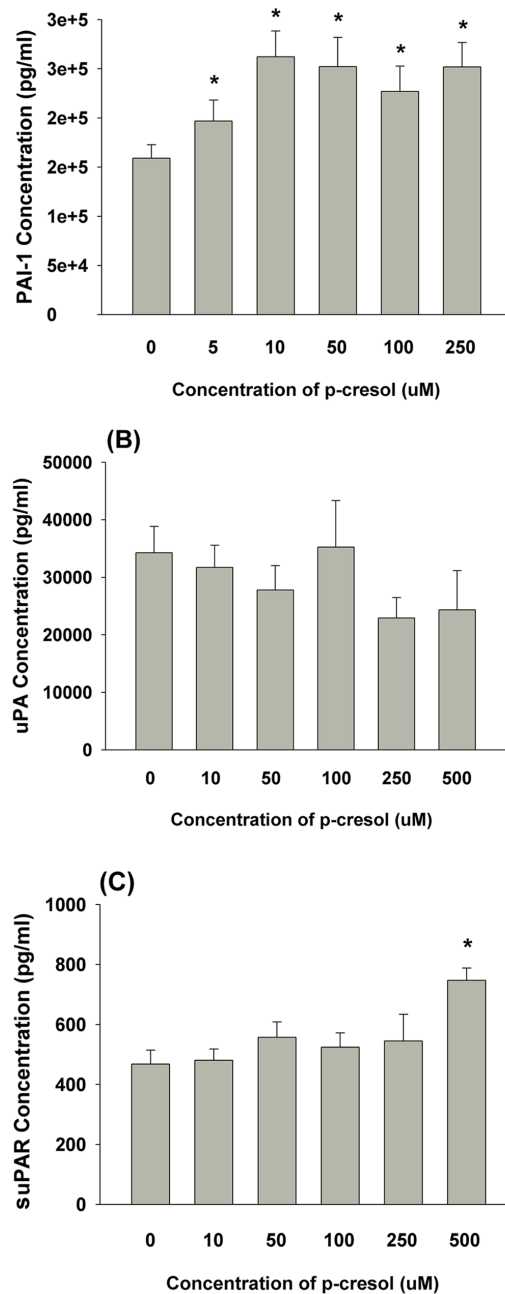 * * * * *
3e+5
3e+5
2e+5
2e+5
1e+5
5e+4
0
PAI-1 Concentration (pg/ml)
0 5 10 50 100 250
Concentration of p-cresol (uM)
(B)
50000
40000
30000
20000
10000
0
uPA Concentration (pg/ml)
0 10 50 100 250 500
Concentration of p-cresol (uM)
(C)
1000
800
600
400
200
0
suPAR Concentration (pg/ml)
*
0 10 50 100 250 500
Concentration of p-cresol (uM)